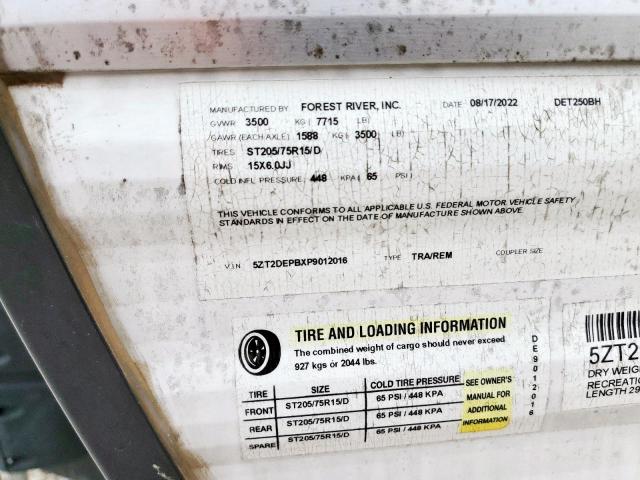 MANUFACTURED BY FOREST RIVER, INC. DATE 08/17/2022 DET250BH
GVWR 3500 KG ( 7715 LB)
GAWR (EACH AXLE) 1588 KG ( 3500 LB)
TIRES ST205/75R15/D
RIMS 15X6.0JJ
COLD INFL PRESSURE 448 KPA ( 65 PSI)
THIS VEHICLE CONFORMS TO ALL APPLICABLE U.S. FEDERAL MOTOR VEHICLE SAFETY
STANDARDS IN EFFECT ON THE DATE OF MANUFACTURE SHOWN ABOVE.
V.I.N 5ZT2DEPBXP9012016 TYPE TRA/REM COUPLER SIZE
TIRE AND LOADING INFORMATION
The combined weight of cargo should never exceed
927 kgs or 2044 lbs.
TIRE SIZE COLD TIRE PRESSURE
FRONT ST205/75R15/D 65 PSI / 448 KPA
REAR ST205/75R15/D 65 PSI / 448 KPA
SPARE ST205/75R15/D 65 PSI / 448 KPA
SEE OWNER'S
MANUAL FOR
ADDITIONAL
INFORMATION
DE9012016
5ZT2
DRY WEIG
RECREATIO
LENGTH 29